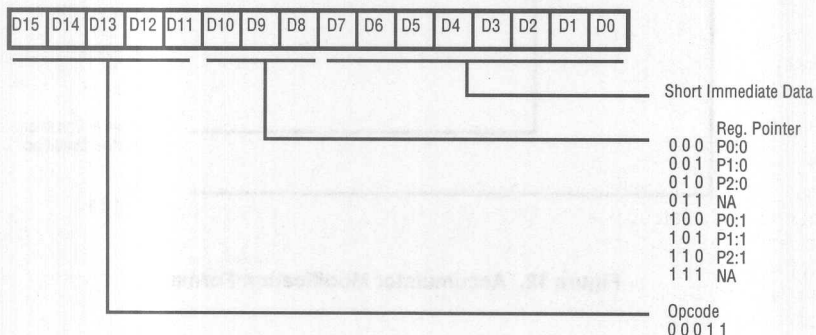 D15 D14 D13 D12 D11 D10 D9 D8 D7 D6 D5 D4 D3 D2 D1 D0
Short Immediate Data
Reg. Pointer
0 0 0 P0:0
0 0 1 P1:0
0 1 0 P2:0
0 1 1 NA
1 0 0 P0:1
1 0 1 P1:1
1 1 0 P2:1
1 1 1 NA
Opcode
0 0 0 1 1